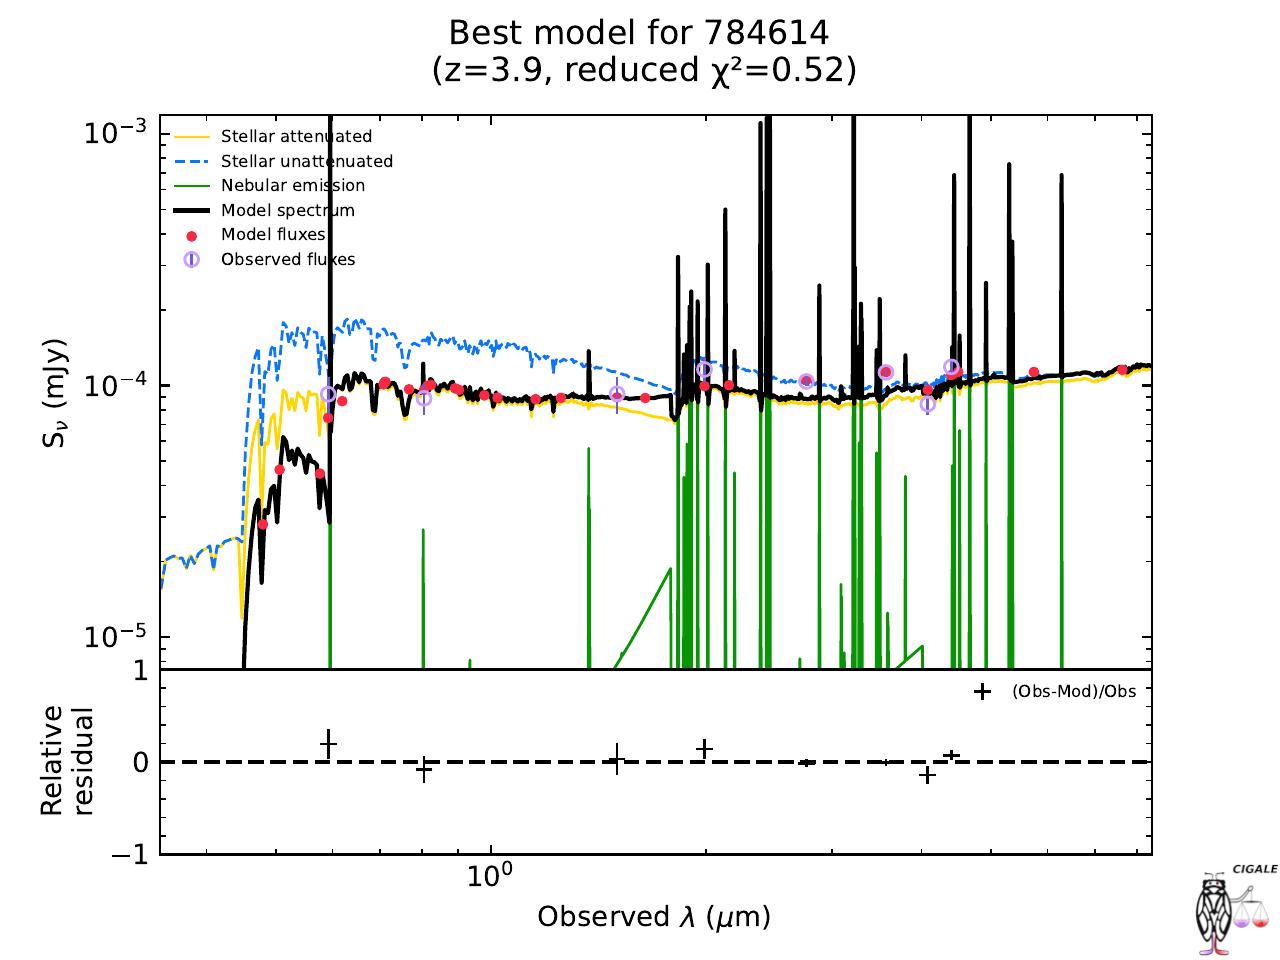 Best model for 784614
(z=3.9, reduced χ²=0.52)
10⁻³
Stellar attenuated
Stellar unattenuated
Nebular emission
Model spectrum
Model fluxes
Observed fluxes
10⁻⁴
S_ν (mJy)
10⁻⁵
1
(Obs-Mod)/Obs
Relative
residual
0
−1
10⁰
Observed λ (μm)
CIGALE